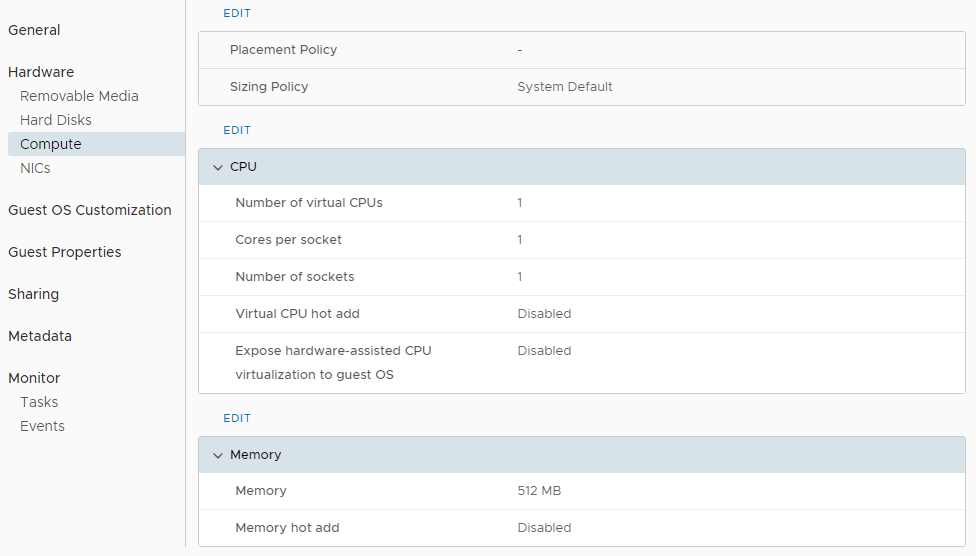 General
Hardware
Removable Media
Hard Disks
Compute
NICs
Guest OS Customization
Guest Properties
Sharing
Metadata
Monitor
Tasks
Events
EDIT
Placement Policy -
Sizing Policy System Default
EDIT
CPU
Number of virtual CPUs 1
Cores per socket 1
Number of sockets 1
Virtual CPU hot add Disabled
Expose hardware-assisted CPU Disabled
virtualization to guest OS
EDIT
Memory
Memory 512 MB
Memory hot add Disabled